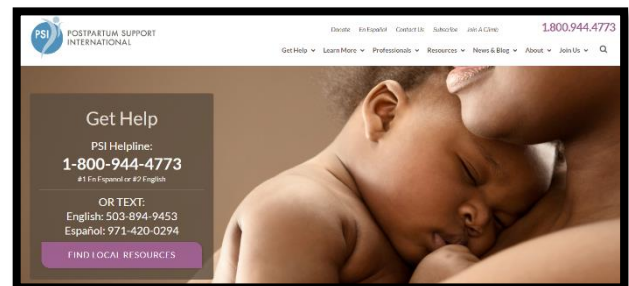 PSI
POSTPARTUM SUPPORT
INTERNATIONAL
Donate En Español Contact Us Subscribe Join A Clinic 1.800.944.4773
Get Help Learn More Professionals Resources News & Blog About Join Us
Get Help
PSI Helpline:
1-800-944-4773
#1 En Espanol or #2 English
OR TEXT:
English: 503-894-9453
Español: 971-420-0294
FIND LOCAL RESOURCES